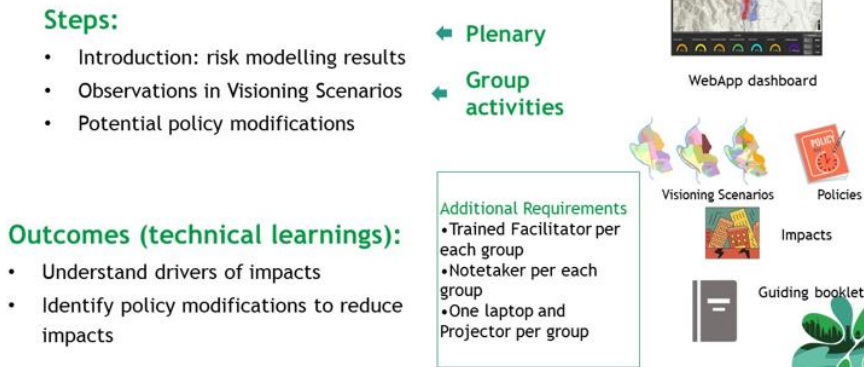 Steps:
• Introduction: risk modelling results
• Observations in Visioning Scenarios
• Potential policy modifications
Plenary
Group
activities
WebApp dashboard
POLICY
Visioning Scenarios
Policies
Impacts
Guiding booklet
Additional Requirements
•Trained Facilitator per
each group
•Notetaker per each
group
•One laptop and
Projector per group
Outcomes (technical learnings):
• Understand drivers of impacts
• Identify policy modifications to reduce
impacts